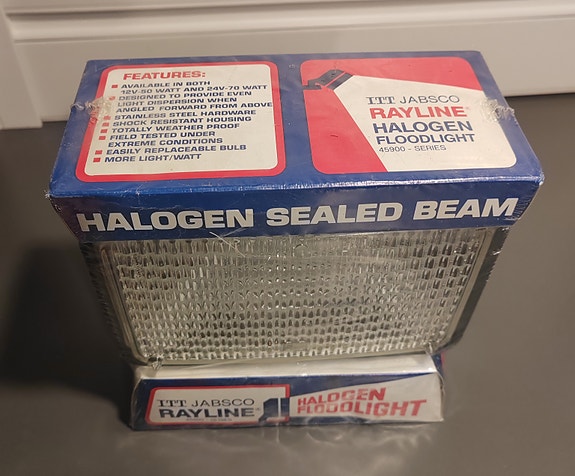 FEATURES:
■ AVAILABLE IN BOTH
12V-50 WATT AND 24V-70 WATT
■ DESIGNED TO PROVIDE EVEN
LIGHT DISPERSION WHEN
ANGLED FORWARD FROM ABOVE
■ STAINLESS STEEL HARDWARE
■ SHOCK RESISTANT HOUSING
■ TOTALLY WEATHER PROOF
■ FIELD TESTED UNDER
EXTREME CONDITIONS
■ EASILY REPLACEABLE BULB
■ MORE LIGHT/WATT
ITT JABSCO
RAYLINE®
HALOGEN
FLOODLIGHT
45900 - SERIES
HALOGEN SEALED BEAM
ITT JABSCO
RAYLINE®
HALOGEN
FLOODLIGHT